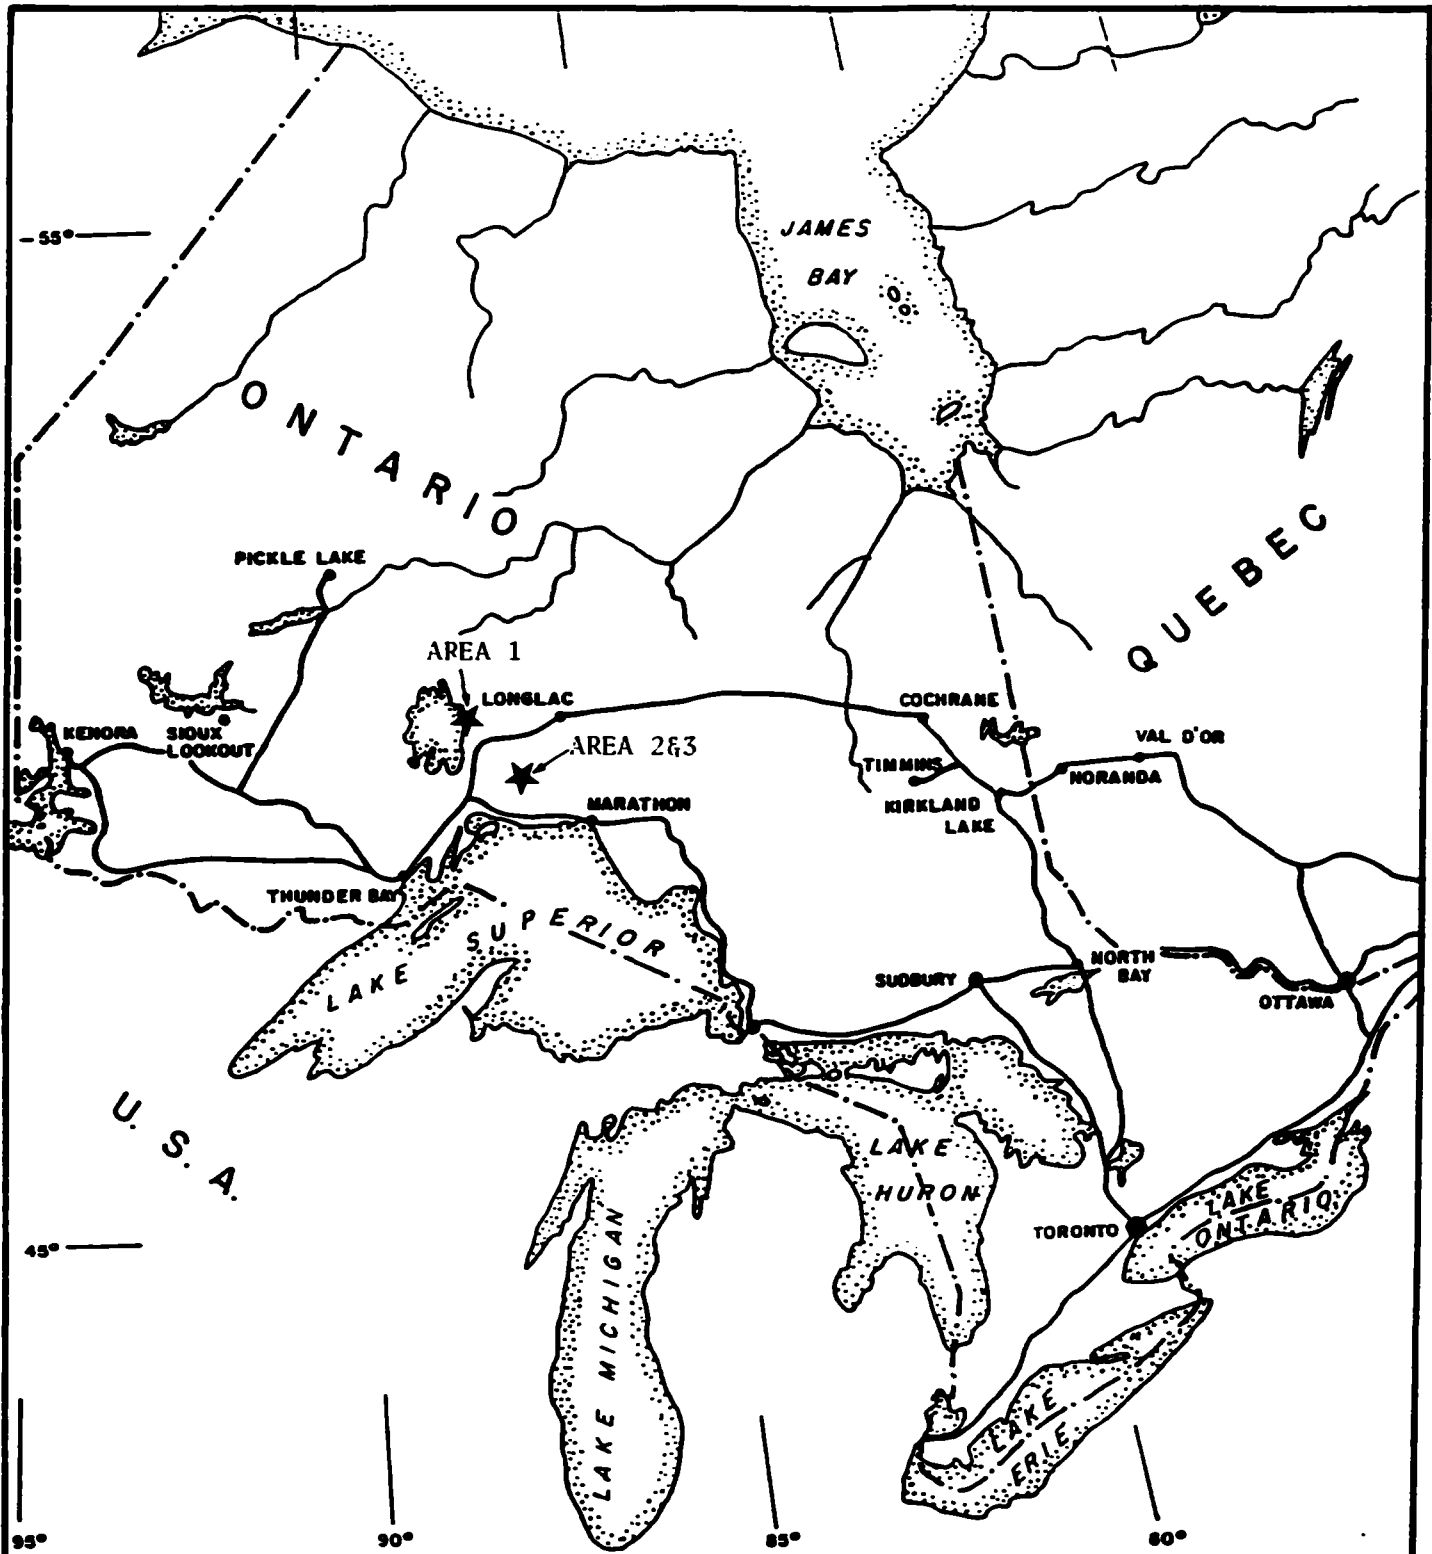 55°
JAMES
BAY
ONTARIO
QUEBEC
PICKLE LAKE
AREA 1
LONGLAC
COCHRANE
KENORA
SIOUX
LOOKOUT
AREA 2&3
VAL D'OR
TIMMINS
NORANDA
MARATHON
KIRKLAND
LAKE
THUNDER BAY
LAKE SUPERIOR
SUDBURY
NORTH
BAY
OTTAWA
U.S.A.
LAKE
HURON
LAKE
ONTARIO
TORONTO
45°
LAKE MICHIGAN
LAKE
ERIE
95°
90°
85°
80°